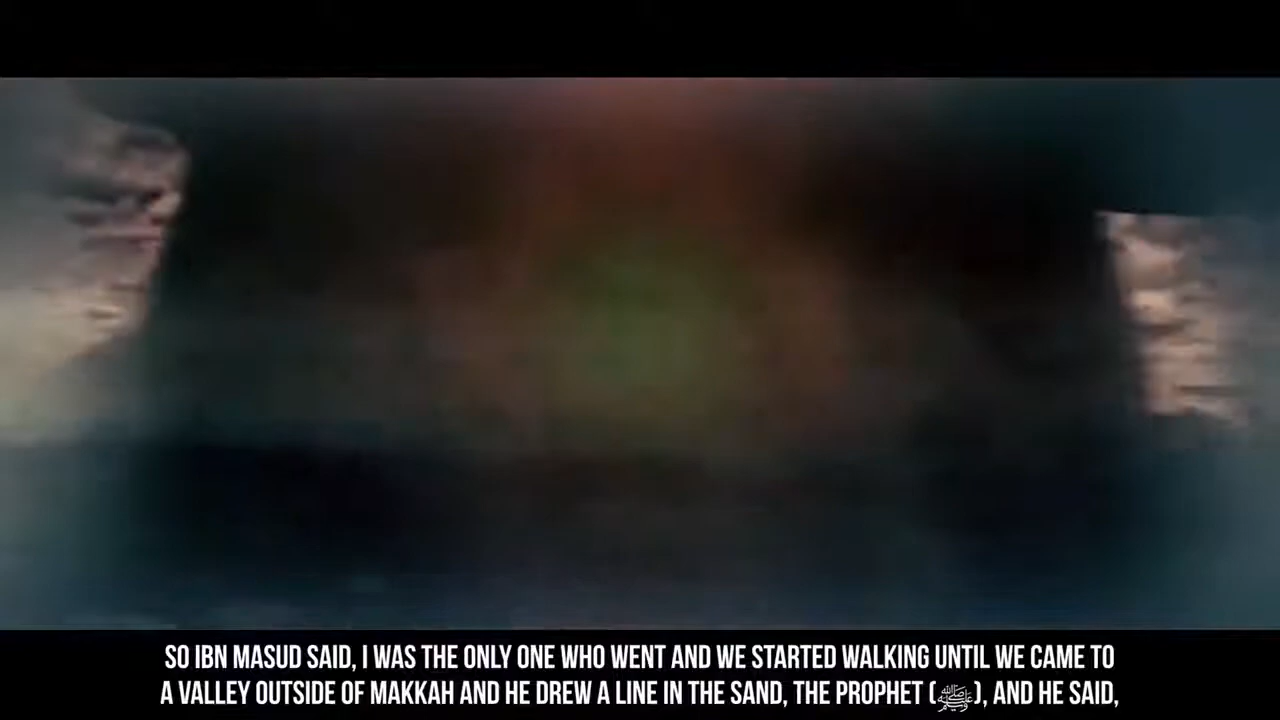 SO IBN MASUD SAID, I WAS THE ONLY ONE WHO WENT AND WE STARTED WALKING UNTIL WE CAME TO
A VALLEY OUTSIDE OF MAKKAH AND HE DREW A LINE IN THE SAND, THE PROPHET (ﷺ), AND HE SAID,